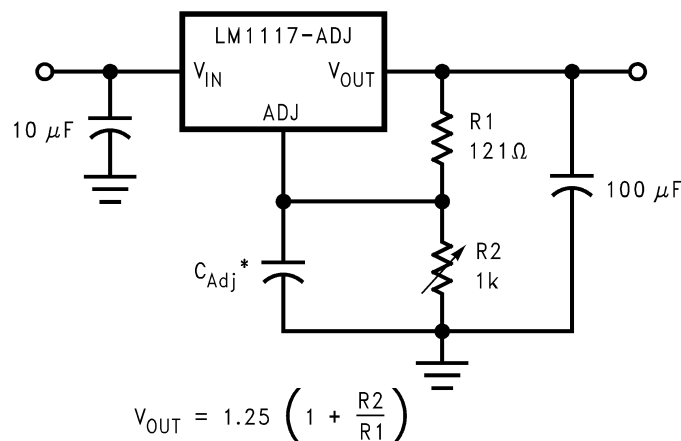 LM1117-ADJ
V_IN
V_OUT
ADJ
10 μF
R1
121Ω
100 μF
C_Adj*
R2
1k
V_OUT = 1.25 (1 + R2/R1)